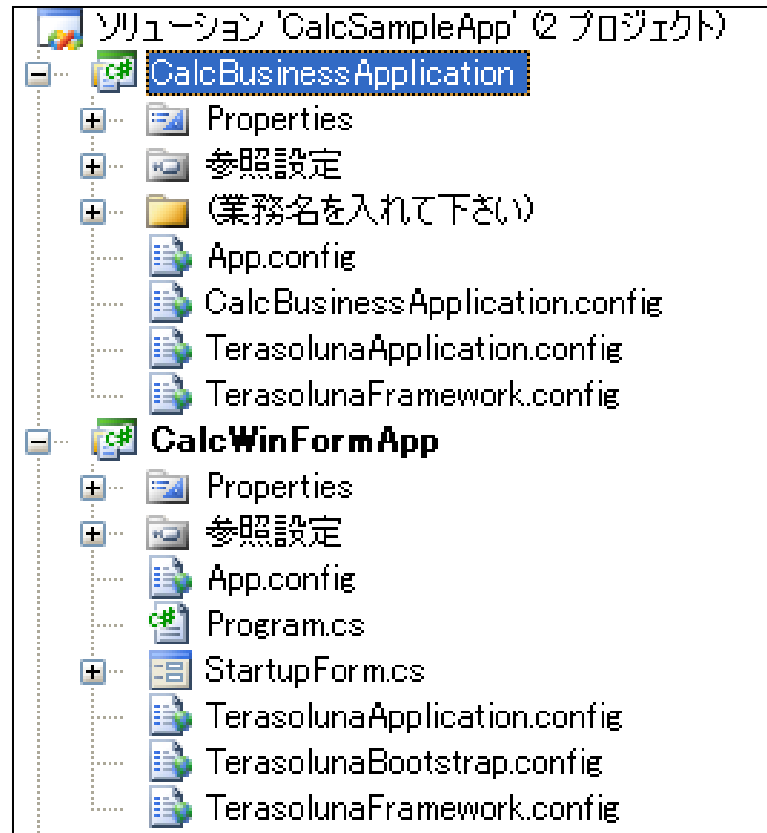 ソリューション 'CalcSampleApp' (2 プロジェクト)
CalcBusinessApplication
Properties
参照設定
(業務名を入れて下さい)
App.config
CalcBusinessApplication.config
TerasolunaApplication.config
TerasolunaFramework.config
CalcWinFormApp
Properties
参照設定
App.config
Program.cs
StartupForm.cs
TerasolunaApplication.config
TerasolunaBootstrap.config
TerasolunaFramework.config